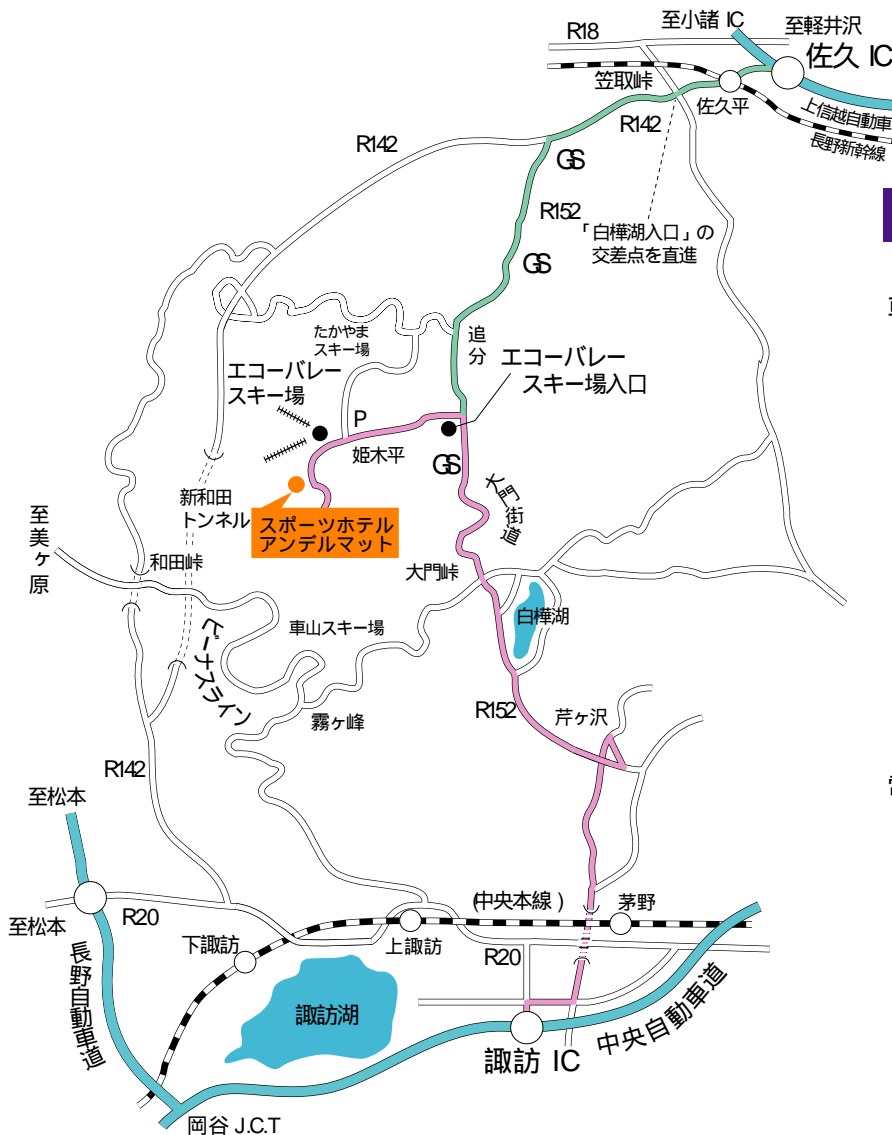 至小諸 IC
至軽井沢
R18
佐久 IC
笠取峠
佐久平
上信越自動車
長野新幹線
R142
R142
GS
R152
「白樺湖入口」の
交差点を直進
GS
たかやま
スキー場
追分
エコーバレー
スキー場入口
エコーバレー
スキー場
P
姫木平
GS
大門街道
新和田
トンネル
スポーツホテル
アンデルマット
至美ヶ原
和田峠
大門峠
白樺湖
車山スキー場
ビーナスライン
霧ヶ峰
R152
芹ヶ沢
R142
至松本
(中央本線)
茅野
至松本
R20
下諏訪
上諏訪
R20
長野自動車道
諏訪湖
中央自動車道
諏訪 IC
岡谷 J.C.T